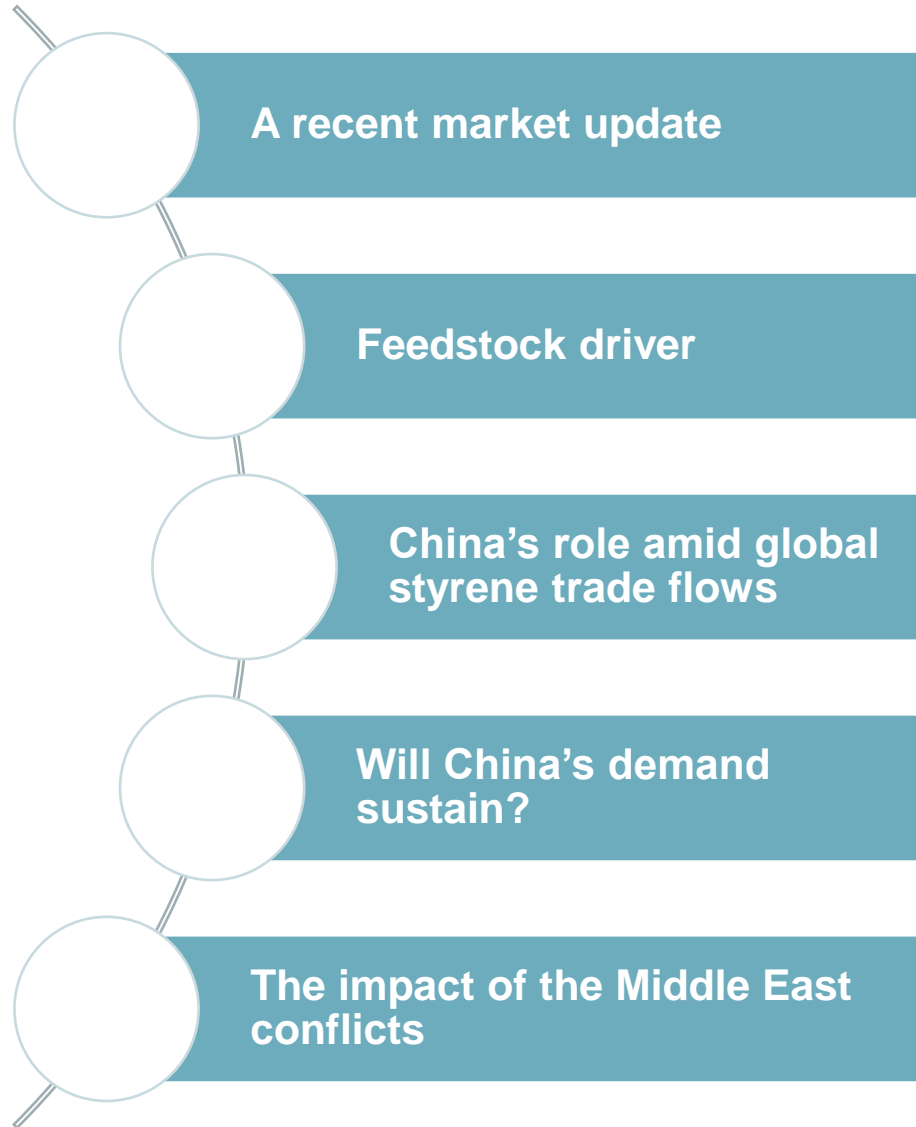 A recent market update
Feedstock driver
China’s role amid global
styrene trade flows
Will China’s demand
sustain?
The impact of the Middle East
conflicts